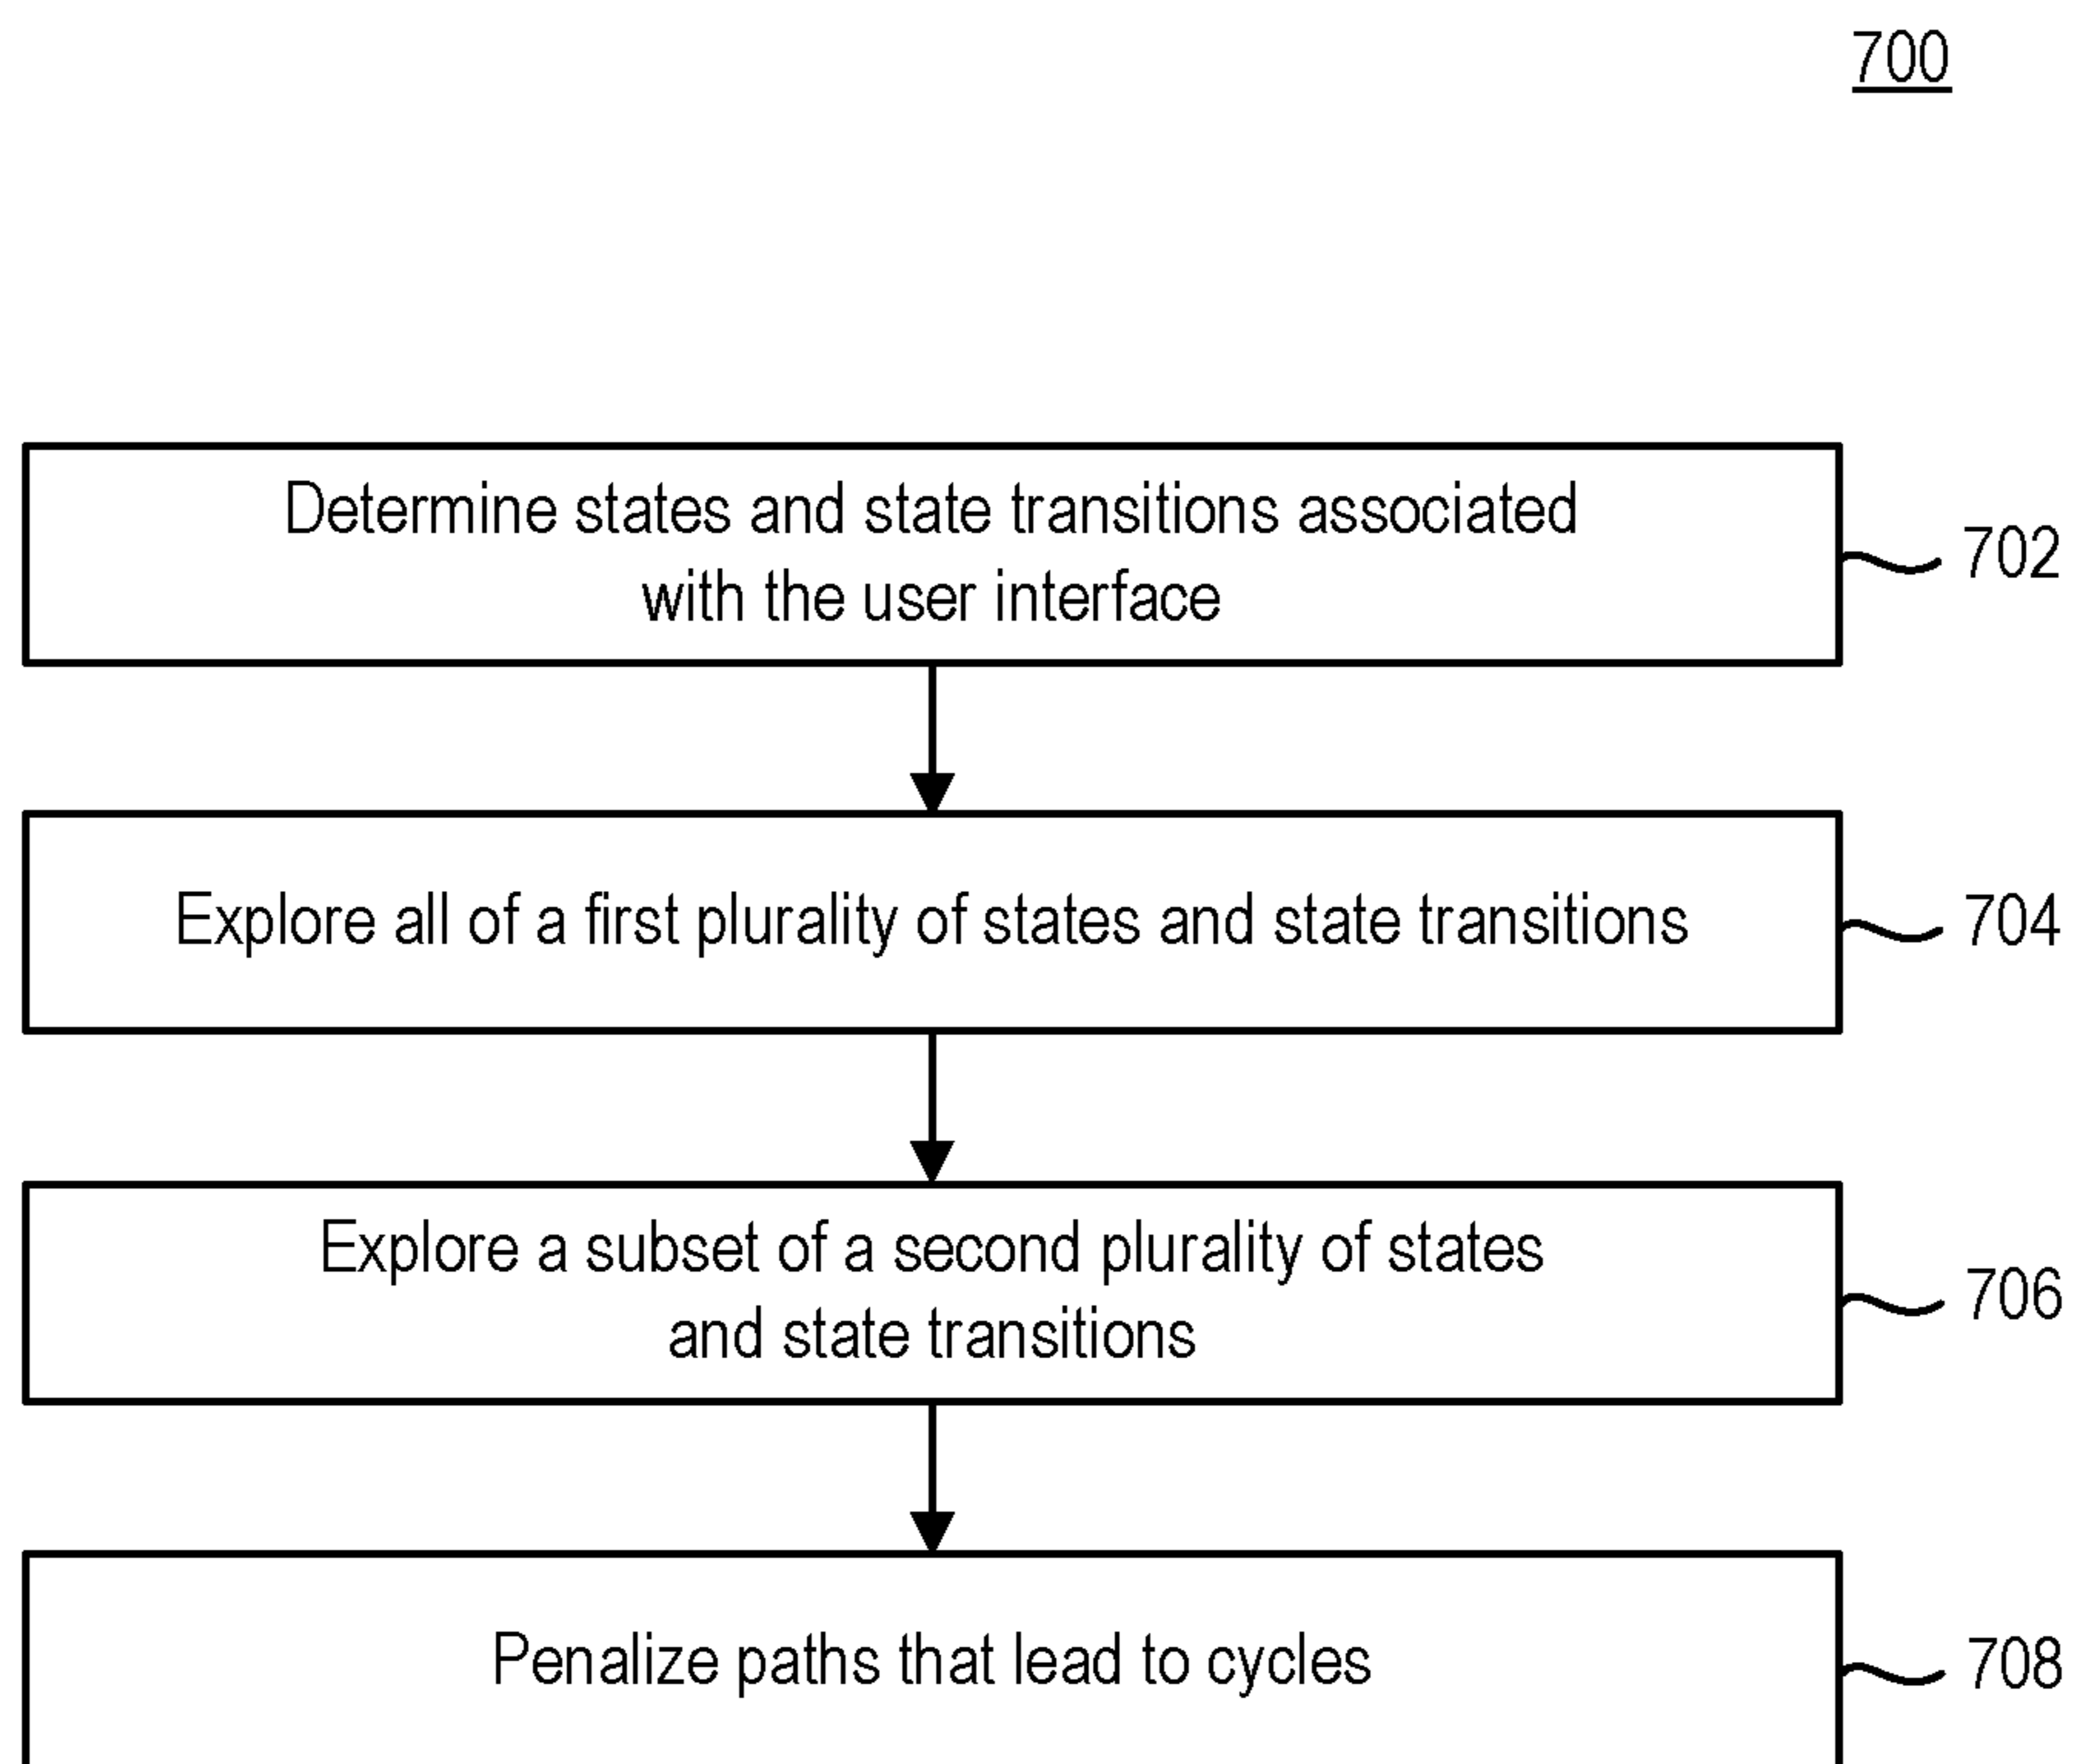 700
Determine states and state transitions associated
with the user interface
702
Explore all of a first plurality of states and state transitions
704
Explore a subset of a second plurality of states
and state transitions
706
Penalize paths that lead to cycles
708